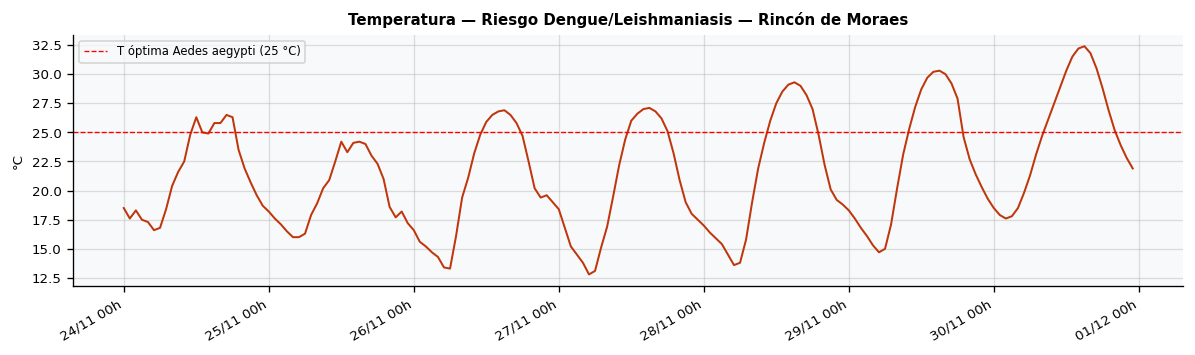 Temperatura — Riesgo Dengue/Leishmaniasis — Rincón de Moraes
T óptima Aedes aegypti (25 °C)
°C
32.5
30.0
27.5
25.0
22.5
20.0
17.5
15.0
12.5
24/11 00h
25/11 00h
26/11 00h
27/11 00h
28/11 00h
29/11 00h
30/11 00h
01/12 00h